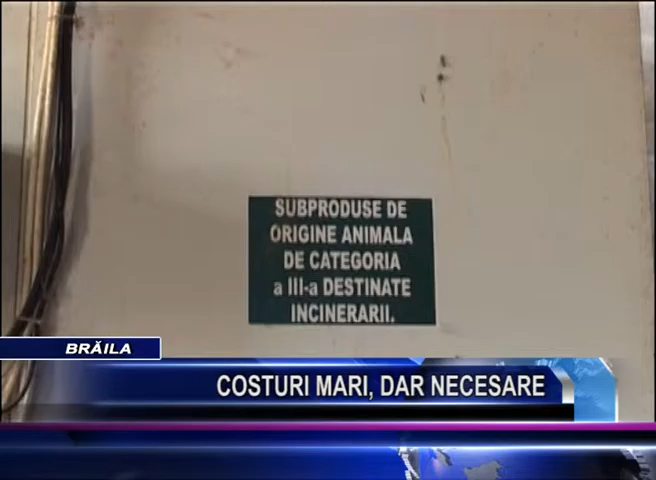 SUBPRODUSE DE
ORIGINE ANIMALA
DE CATEGORIA
a III-a DESTINATE
INCINERARII.
BRĂILA
COSTURI MARI, DAR NECESARE